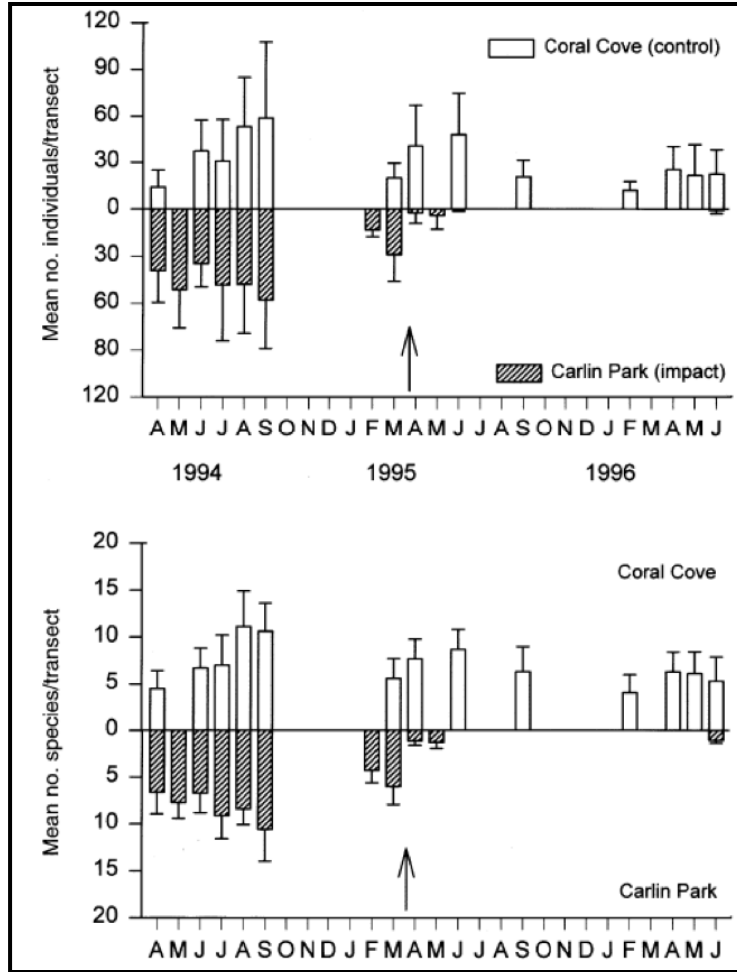 120
90
60
30
0
30
60
90
120
Mean no. individuals/transect
Coral Cove (control)
Carlin Park (impact)
A M J J A S O N D J F M A M J J A S O N D J F M A M J
1994 1995 1996
20
15
10
5
0
5
10
15
20
Mean no. species/transect
Coral Cove
Carlin Park
A M J J A S O N D J F M A M J J A S O N D J F M A M J